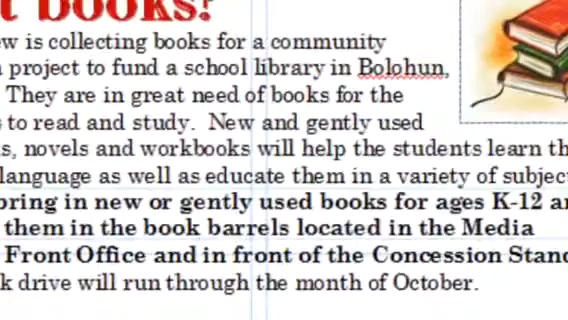 t books?
ew is collecting books for a community
project to fund a school library in Bolohun,
They are in great need of books for the
to read and study. New and gently used
s, novels and workbooks will help the students learn th
language as well as educate them in a variety of subjec
bring in new or gently used books for ages K-12 an
them in the book barrels located in the Media
Front Office and in front of the Concession Stan
k drive will run through the month of October.